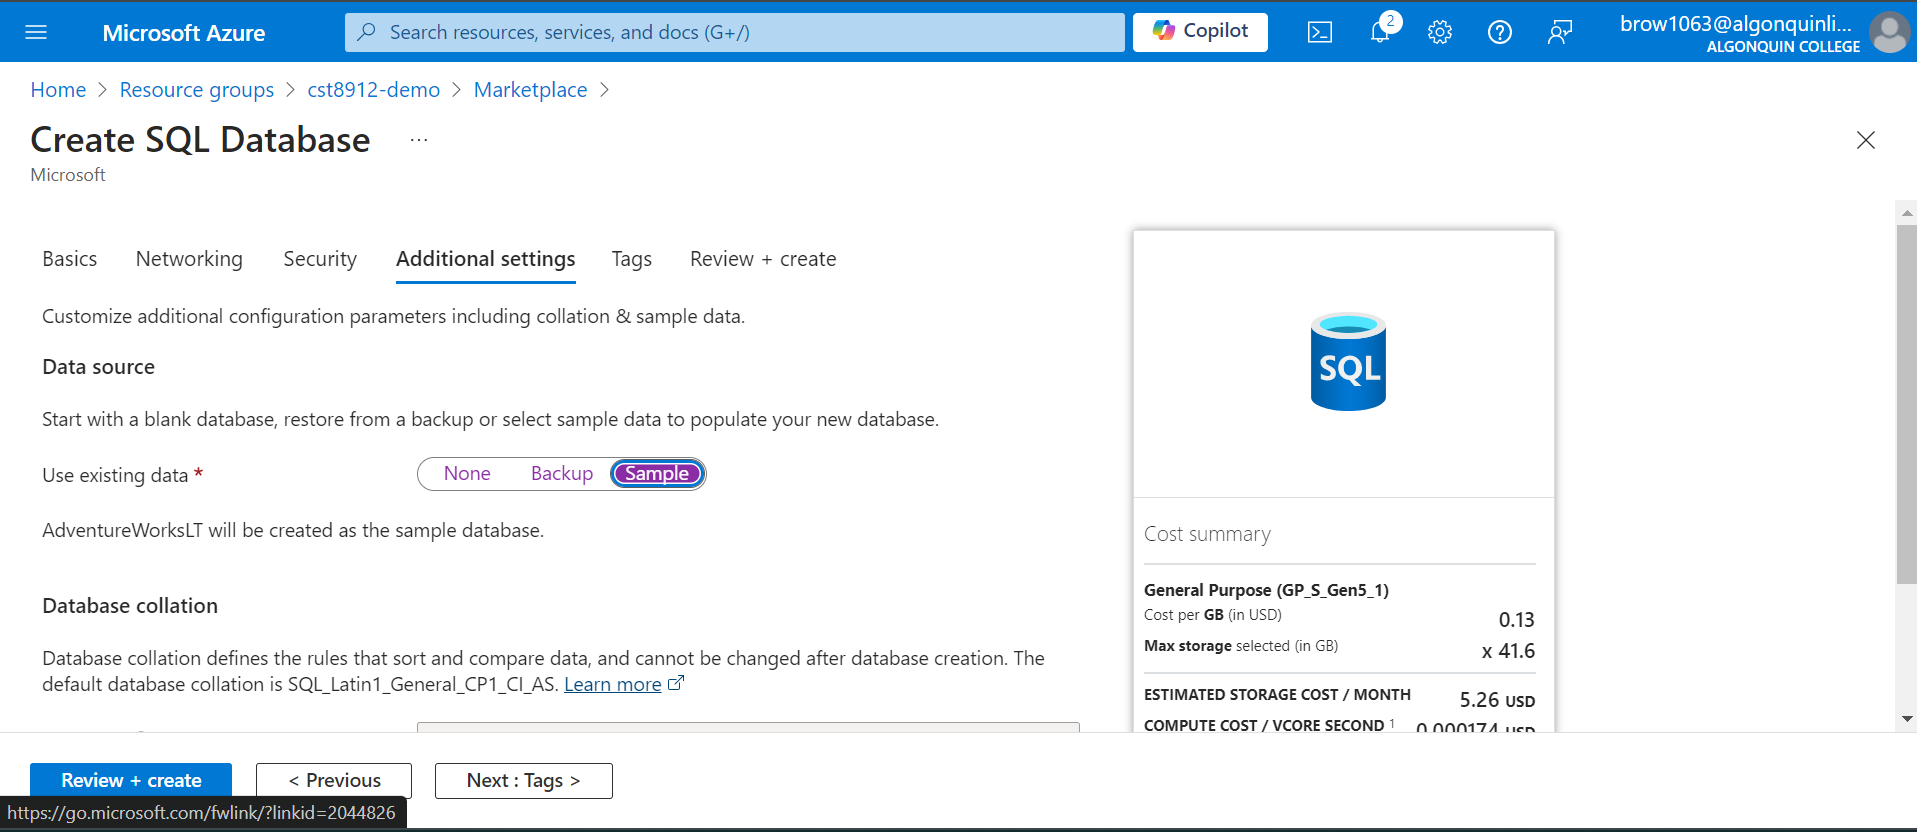 Microsoft Azure
Search resources, services, and docs (G+/)
Copilot
2
brow1063@algonquinli...
ALGONQUIN COLLEGE
Home > Resource groups > cst8912-demo > Marketplace >
Create SQL Database ...
Microsoft
Basics Networking Security Additional settings Tags Review + create
Customize additional configuration parameters including collation & sample data.
Data source
Start with a blank database, restore from a backup or select sample data to populate your new database.
Use existing data * None Backup Sample
AdventureWorksLT will be created as the sample database.
Database collation
Database collation defines the rules that sort and compare data, and cannot be changed after database creation. The
default database collation is SQL_Latin1_General_CP1_CI_AS. Learn more
SQL
Cost summary
General Purpose (GP_S_Gen5_1)
Cost per GB (in USD) 0.13
Max storage selected (in GB) x 41.6
ESTIMATED STORAGE COST / MONTH 5.26 USD
COMPUTE COST / VCORE SECOND 1 0.000174 USD
Review + create < Previous Next : Tags >
https://go.microsoft.com/fwlink/?linkid=2044826